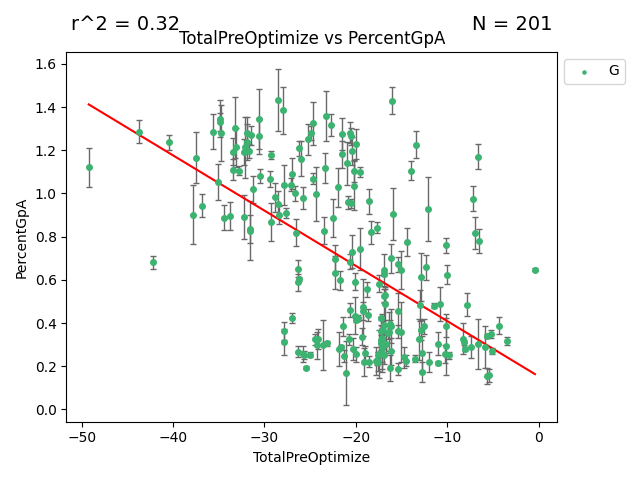 r^2 = 0.32 N = 201
TotalPreOptimize vs PercentGpA
G
1.6
1.4
1.2
1.0
0.8
0.6
0.4
0.2
0.0
PercentGpA
−50 −40 −30 −20 −10 0
TotalPreOptimize